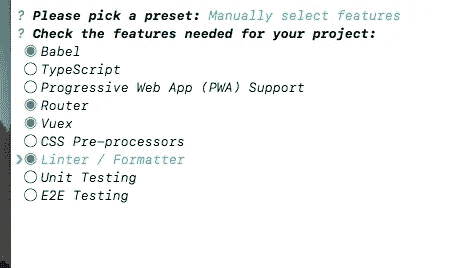 ? Please pick a preset: Manually select features
? Check the features needed for your project:
◉ Babel
◯ TypeScript
◯ Progressive Web App (PWA) Support
◉ Router
◉ Vuex
◯ CSS Pre-processors
❯◉ Linter / Formatter
◯ Unit Testing
◯ E2E Testing